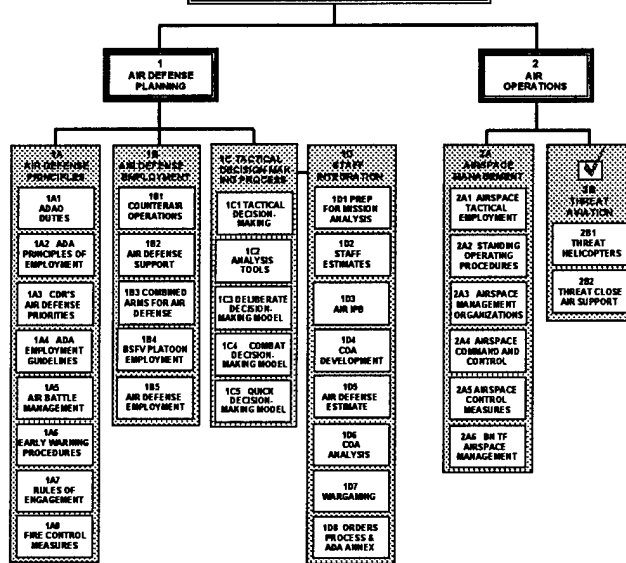 1
AIR DEFENSE
PLANNING
2
AIR
OPERATIONS
1A
AIR DEFENSE
PRINCIPLES
1A1
ADAO
DUTIES
1A2 ADA
PRINCIPLES OF
EMPLOYMENT
1A3 CDR'S
AIR DEFENSE
PRIORITIES
1A4 ADA
EMPLOYMENT
GUIDELINES
1A5
AIR BATTLE
MANAGEMENT
1A6
EARLY WARNING
PROCEDURES
1A7
RULES OF
ENGAGEMENT
1A8
FIRE CONTROL
MEASURES
1B
AIR DEFENSE
EMPLOYMENT
1B1
COUNTERAIR
OPERATIONS
1B2
AIR DEFENSE
SUPPORT
1B3 COMBINED
ARMS FOR AIR
DEFENSE
1B4
BSFV PLATOON
EMPLOYMENT
1B5
AIR DEFENSE
EMPLOYMENT
1C TACTICAL
DECISION MAK
ING PROCESS
1C1 TACTICAL
DECISION-
MAKING
1C2
ANALYSIS
TOOLS
1C3 DELIBERATE
DECISION-
MAKING MODEL
1C4 COMBAT
DECISION-
MAKING MODEL
1C5 QUICK
DECISION-
MAKING MODEL
1D
STAFF
INTEGRATION
1D1 PREP
FOR MISSION
ANALYSIS
1D2
STAFF
ESTIMATES
1D3
AIR IPB
1D4
COA
DEVELOPMENT
1D5
AIR DEFENSE
ESTIMATE
1D6
COA
ANALYSIS
1D7
WARGAMING
1D8 ORDERS
PROCESS &
ADA ANNEX
2A
AIRSPACE
MANAGEMENT
2A1 AIRSPACE
TACTICAL
EMPLOYMENT
2A2 STANDING
OPERATING
PROCEDURES
2A3 AIRSPACE
MANAGEMENT
ORGANIZATIONS
2A4 AIRSPACE
COMMAND AND
CONTROL
2A5 AIRSPACE
CONTROL
MEASURES
2A6 BN TF
AIRSPACE
MANAGEMENT
2B
THREAT
AVIATION
2B1
THREAT
HELICOPTERS
2B2
THREAT CLOSE
AIR SUPPORT